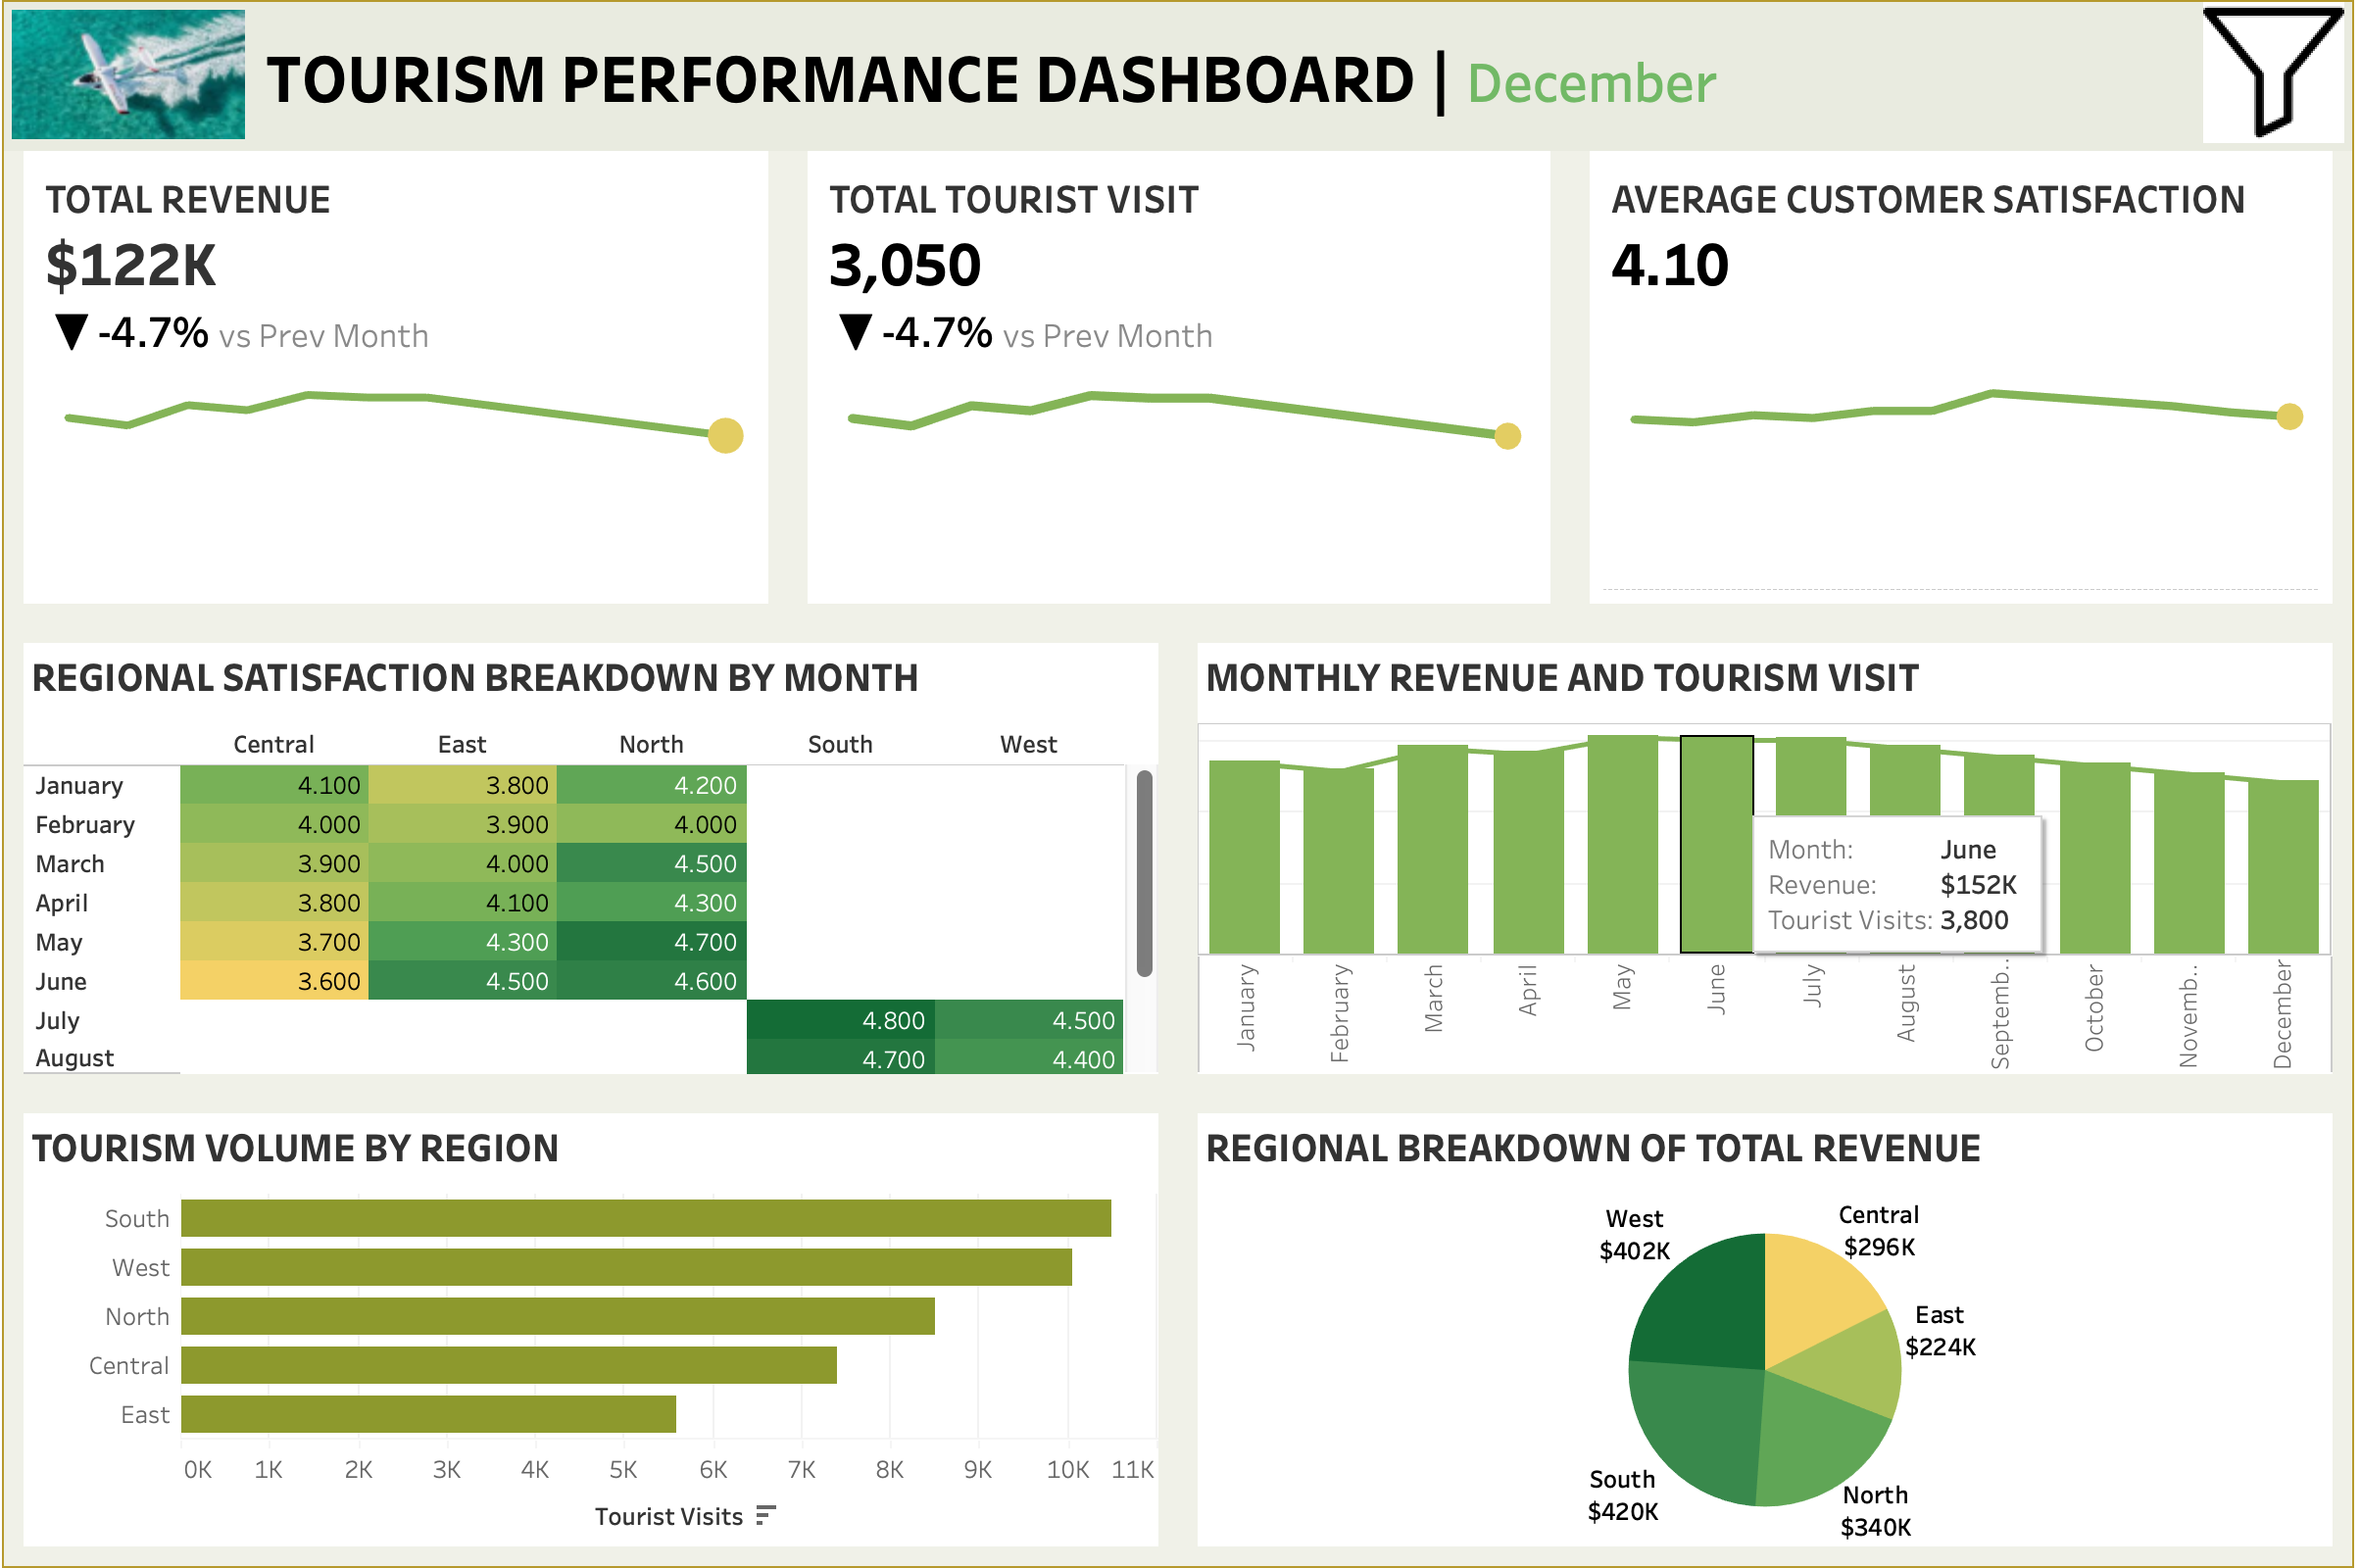 TOURISM PERFORMANCE DASHBOARD | December
TOTAL REVENUE
$122K
▼ -4.7% vs Prev Month
TOTAL TOURIST VISIT
3,050
▼ -4.7% vs Prev Month
AVERAGE CUSTOMER SATISFACTION
4.10
REGIONAL SATISFACTION BREAKDOWN BY MONTH
Central East North South West
January 4.100 3.800 4.200
February 4.000 3.900 4.000
March 3.900 4.000 4.500
April 3.800 4.100 4.300
May 3.700 4.300 4.700
June 3.600 4.500 4.600
July 4.800 4.500
August 4.700 4.400
MONTHLY REVENUE AND TOURISM VISIT
Month: June
Revenue: $152K
Tourist Visits: 3,800
January
February
March
April
May
June
July
August
Septemb..
October
Novemb..
December
TOURISM VOLUME BY REGION
South
West
North
Central
East
0K 1K 2K 3K 4K 5K 6K 7K 8K 9K 10K 11K
Tourist Visits
REGIONAL BREAKDOWN OF TOTAL REVENUE
West
$402K
Central
$296K
East
$224K
South
$420K
North
$340K